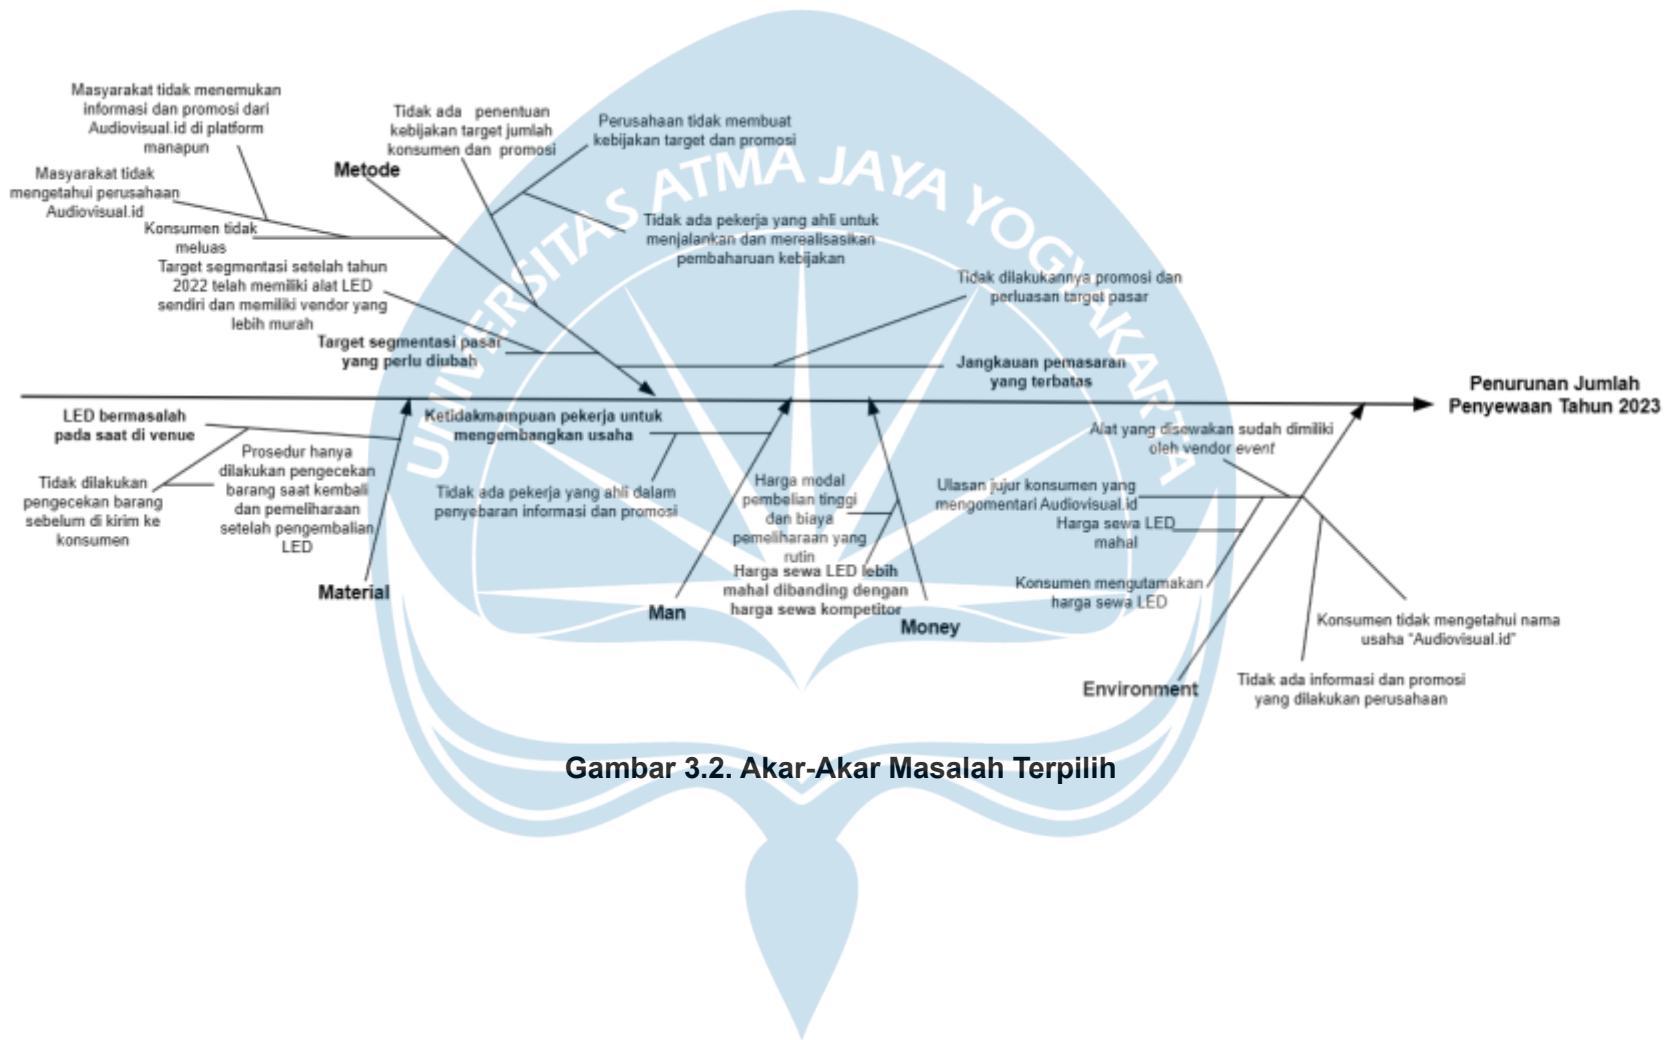 Masyarakat tidak menemukan
informasi dan promosi dari
Audiovisual.id di platform
manapun
Tidak ada penentuan
kebijakan target jumlah
konsumen dan promosi
Perusahaan tidak membuat
kebijakan target dan promosi
Metode
Masyarakat tidak
mengetahui perusahaan
Audiovisual.id
Konsumen tidak
meluas
Tidak ada pekerja yang ahli untuk
menjalankan dan merealisasikan
pembaharuan kebijakan
Target segmentasi setelah tahun
2022 telah memiliki alat LED
sendiri dan memiliki vendor yang
lebih murah
Target segmentasi pasar
yang perlu diubah
Tidak dilakukannya promosi dan
perluasan target pasar
Jangkauan pemasaran
yang terbatas
Penurunan Jumlah
Penyewaan Tahun 2023
LED bermasalah
pada saat di venue
Prosedur hanya
dilakukan pengecekan
barang saat kembali
dan pemeliharaan
setelah pengembalian
LED
Tidak dilakukan
pengecekan barang
sebelum di kirim ke
konsumen
Material
Ketidakmampuan pekerja untuk
mengembangkan usaha
Tidak ada pekerja yang ahli dalam
penyebaran informasi dan promosi
Man
Harga modal
pembelian tinggi
dan biaya
pemeliharaan yang
rutin
Harga sewa LED lebih
mahal dibanding dengan
harga sewa kompetitor
Money
Alat yang disewakan sudah dimiliki
oleh vendor event
Ulasan jujur konsumen yang
mengomentari Audiovisual.id
Harga sewa LED
mahal
Konsumen mengutamakan
harga sewa LED
Konsumen tidak mengetahui nama
usaha “Audiovisual.id”
Tidak ada informasi dan promosi
yang dilakukan perusahaan
Environment
UNIVERSITAS ATMA JAYA YOGYAKARTA
Gambar 3.2. Akar-Akar Masalah Terpilih